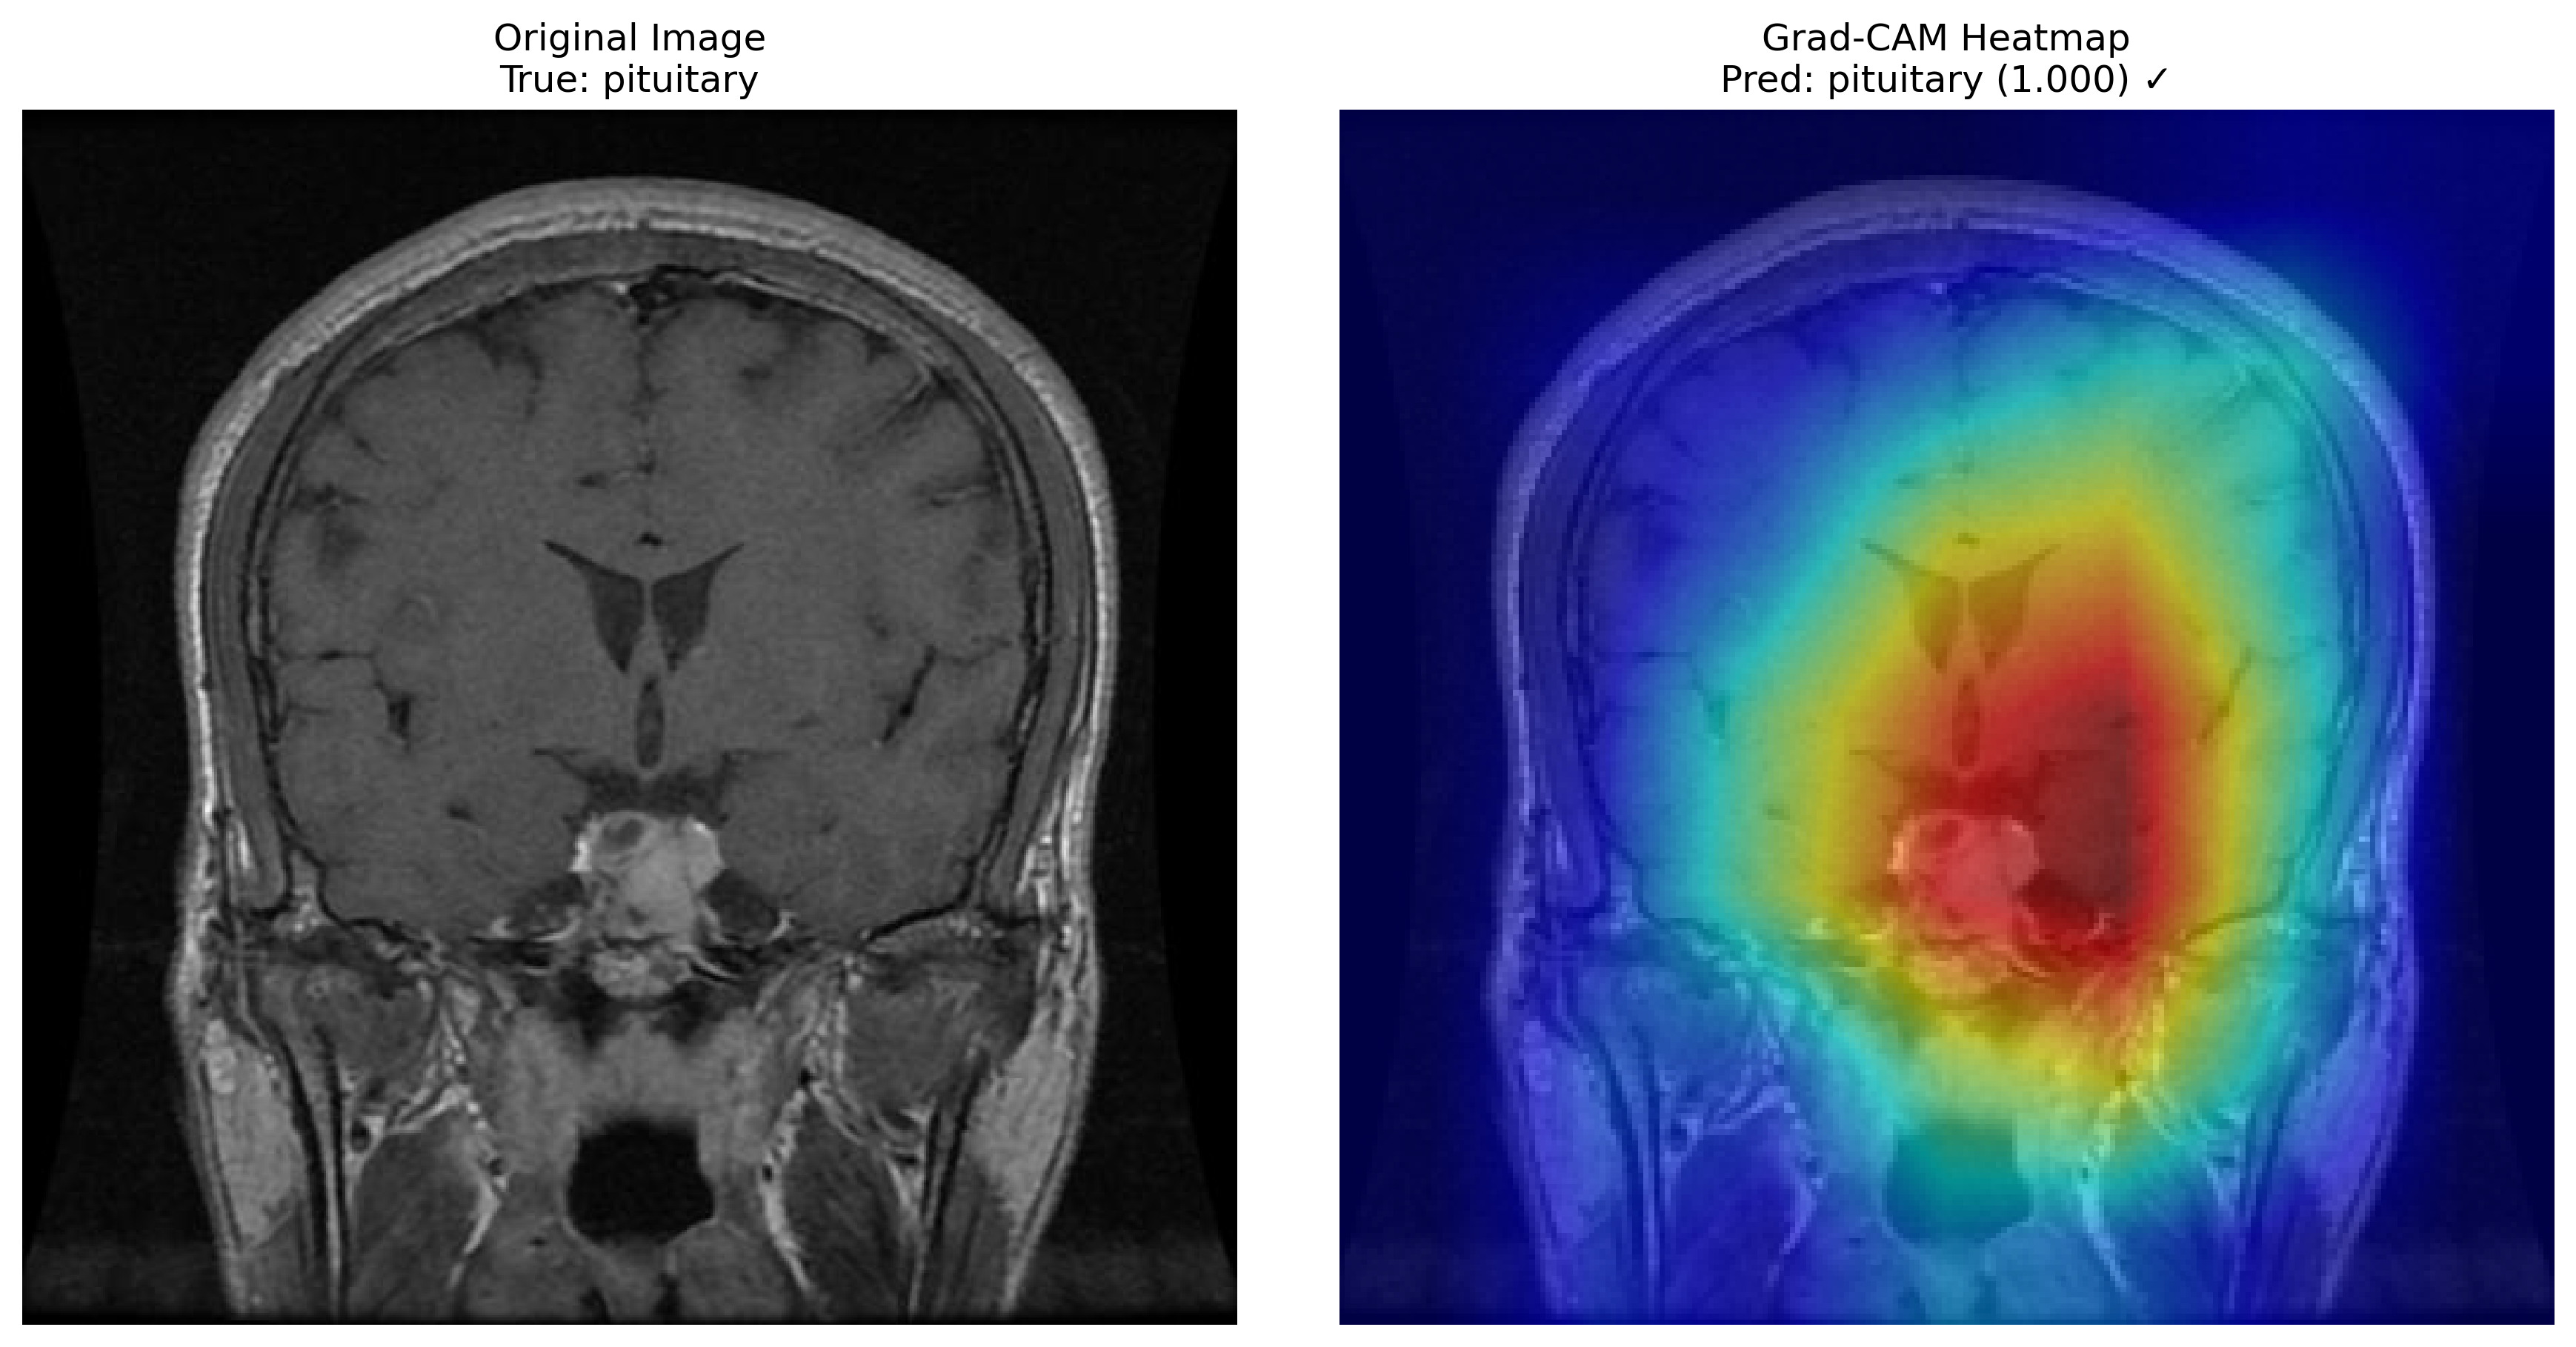 Original Image
True: pituitary
Grad-CAM Heatmap
Pred: pituitary (1.000) ✓